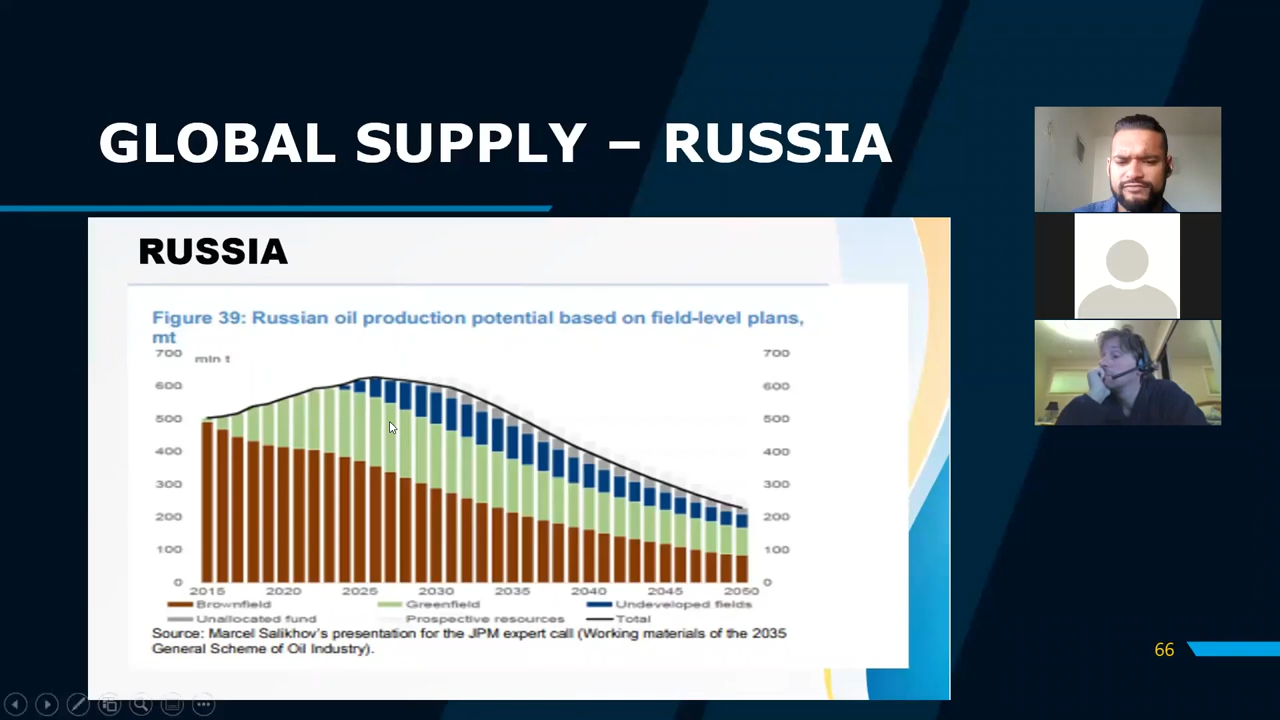 GLOBAL SUPPLY – RUSSIA
RUSSIA
Figure 39: Russian oil production potential based on field-level plans,
mt
700 mln t 700
600 600
500 500
400 400
300 300
200 200
100 100
0 0
2015 2020 2025 2030 2035 2040 2045 2050
Brownfield Greenfield Undeveloped fields
Unallocated fund Prospective resources Total
Source: Marcel Salikhov's presentation for the JPM expert call (Working materials of the 2035
General Scheme of Oil Industry).
66